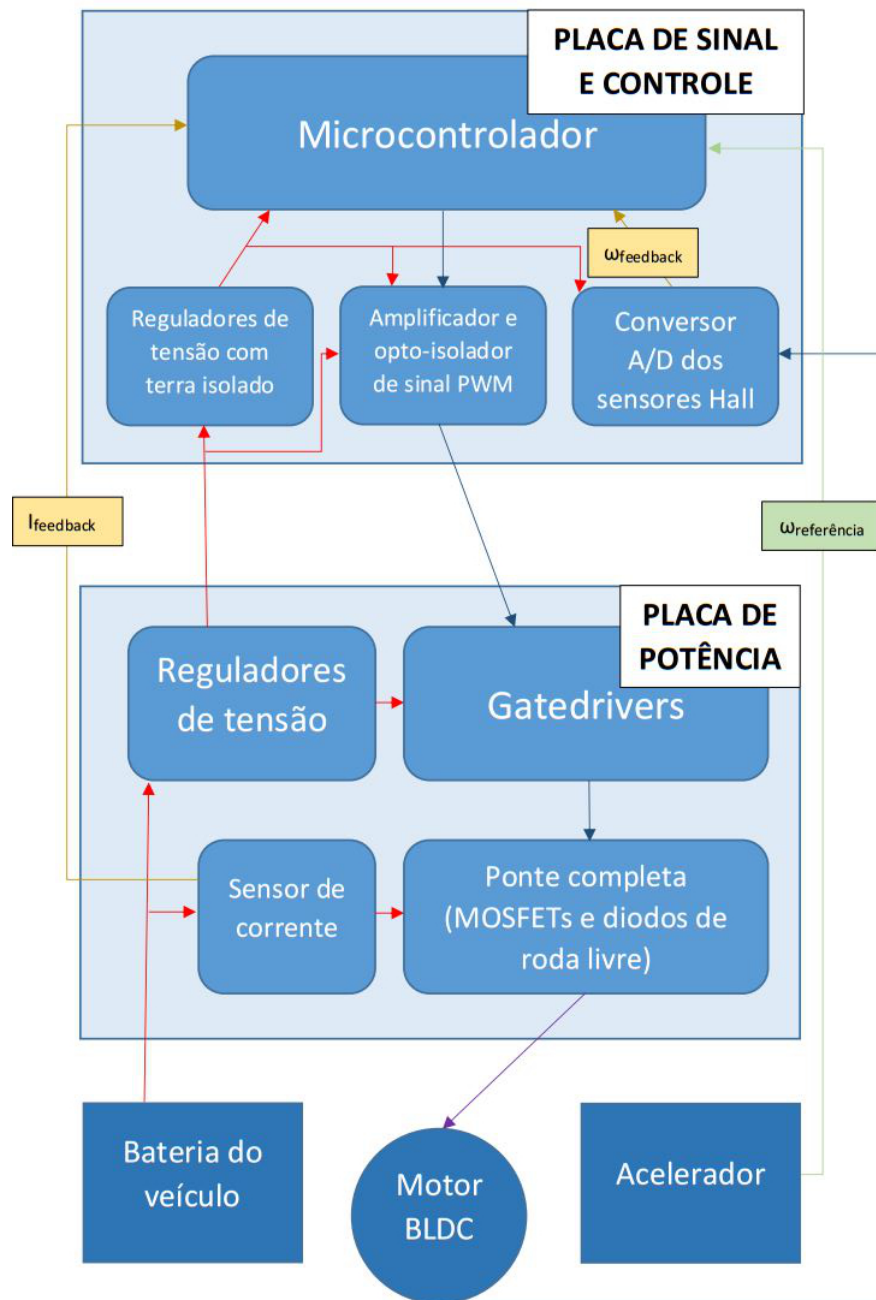 PLACA DE SINAL
E CONTROLE
Microcontrolador
ωfeedback
Reguladores de
tensão com
terra isolado
Amplificador e
opto-isolador
de sinal PWM
Conversor
A/D dos
sensores Hall
Ifeedback
ωreferência
PLACA DE
POTÊNCIA
Reguladores
de tensão
Gatedrivers
Sensor de
corrente
Ponte completa
(MOSFETs e diodos de
roda livre)
Bateria do
veículo
Motor
BLDC
Acelerador